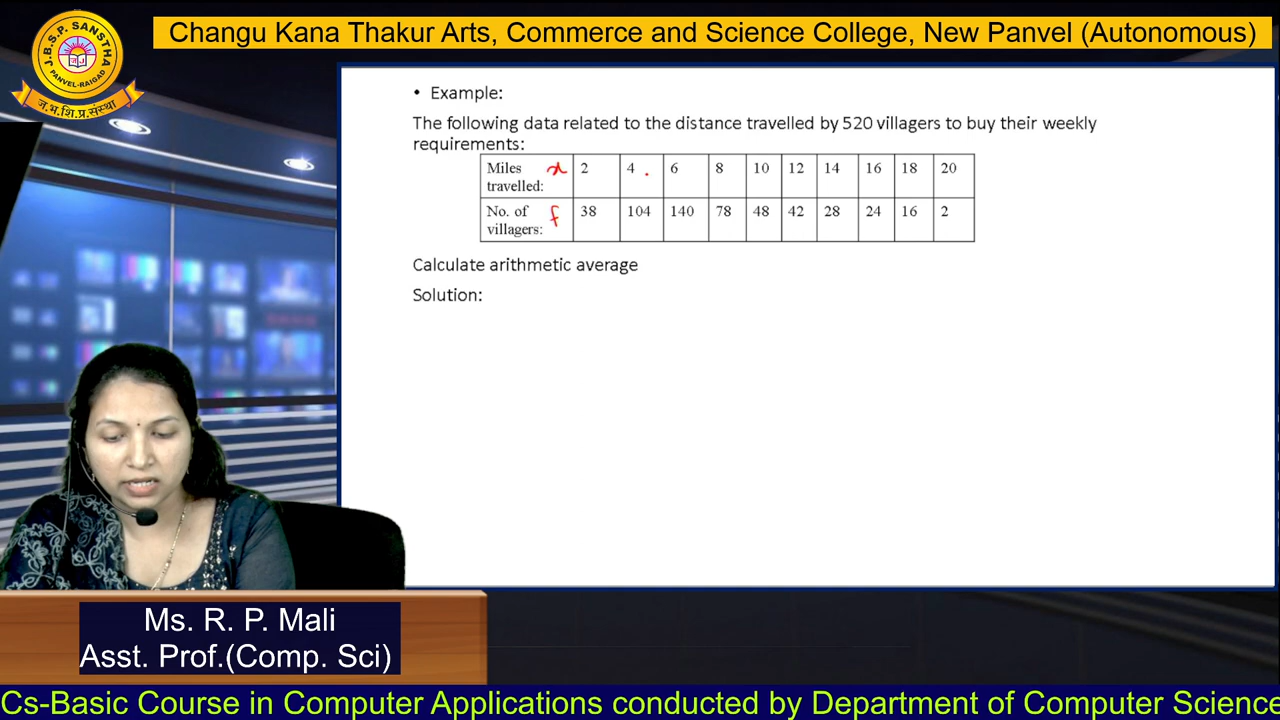 Changu Kana Thakur Arts, Commerce and Science College, New Panvel (Autonomous)
J.B.S.P. SANSTHA
PANVEL-RAIGAD
ज.भ.शि.प्र.संस्था
• Example:
The following data related to the distance travelled by 520 villagers to buy their weekly
requirements:
Miles x 2 4 . 6 8 10 12 14 16 18 20
travelled:
No. of f 38 104 140 78 48 42 28 24 16 2
villagers:
Calculate arithmetic average
Solution:
Ms. R. P. Mali
Asst. Prof.(Comp. Sci)
Cs-Basic Course in Computer Applications conducted by Department of Computer Science